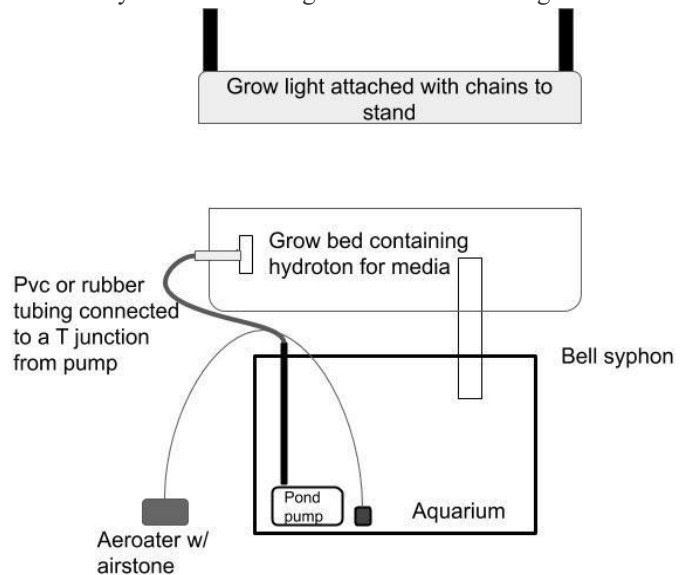 Grow light attached with chains to
stand
Grow bed containing
hydroton for media
Pvc or rubber
tubing connected
to a T junction
from pump
Bell syphon
Pond
pump
Aquarium
Aeroater w/
airstone